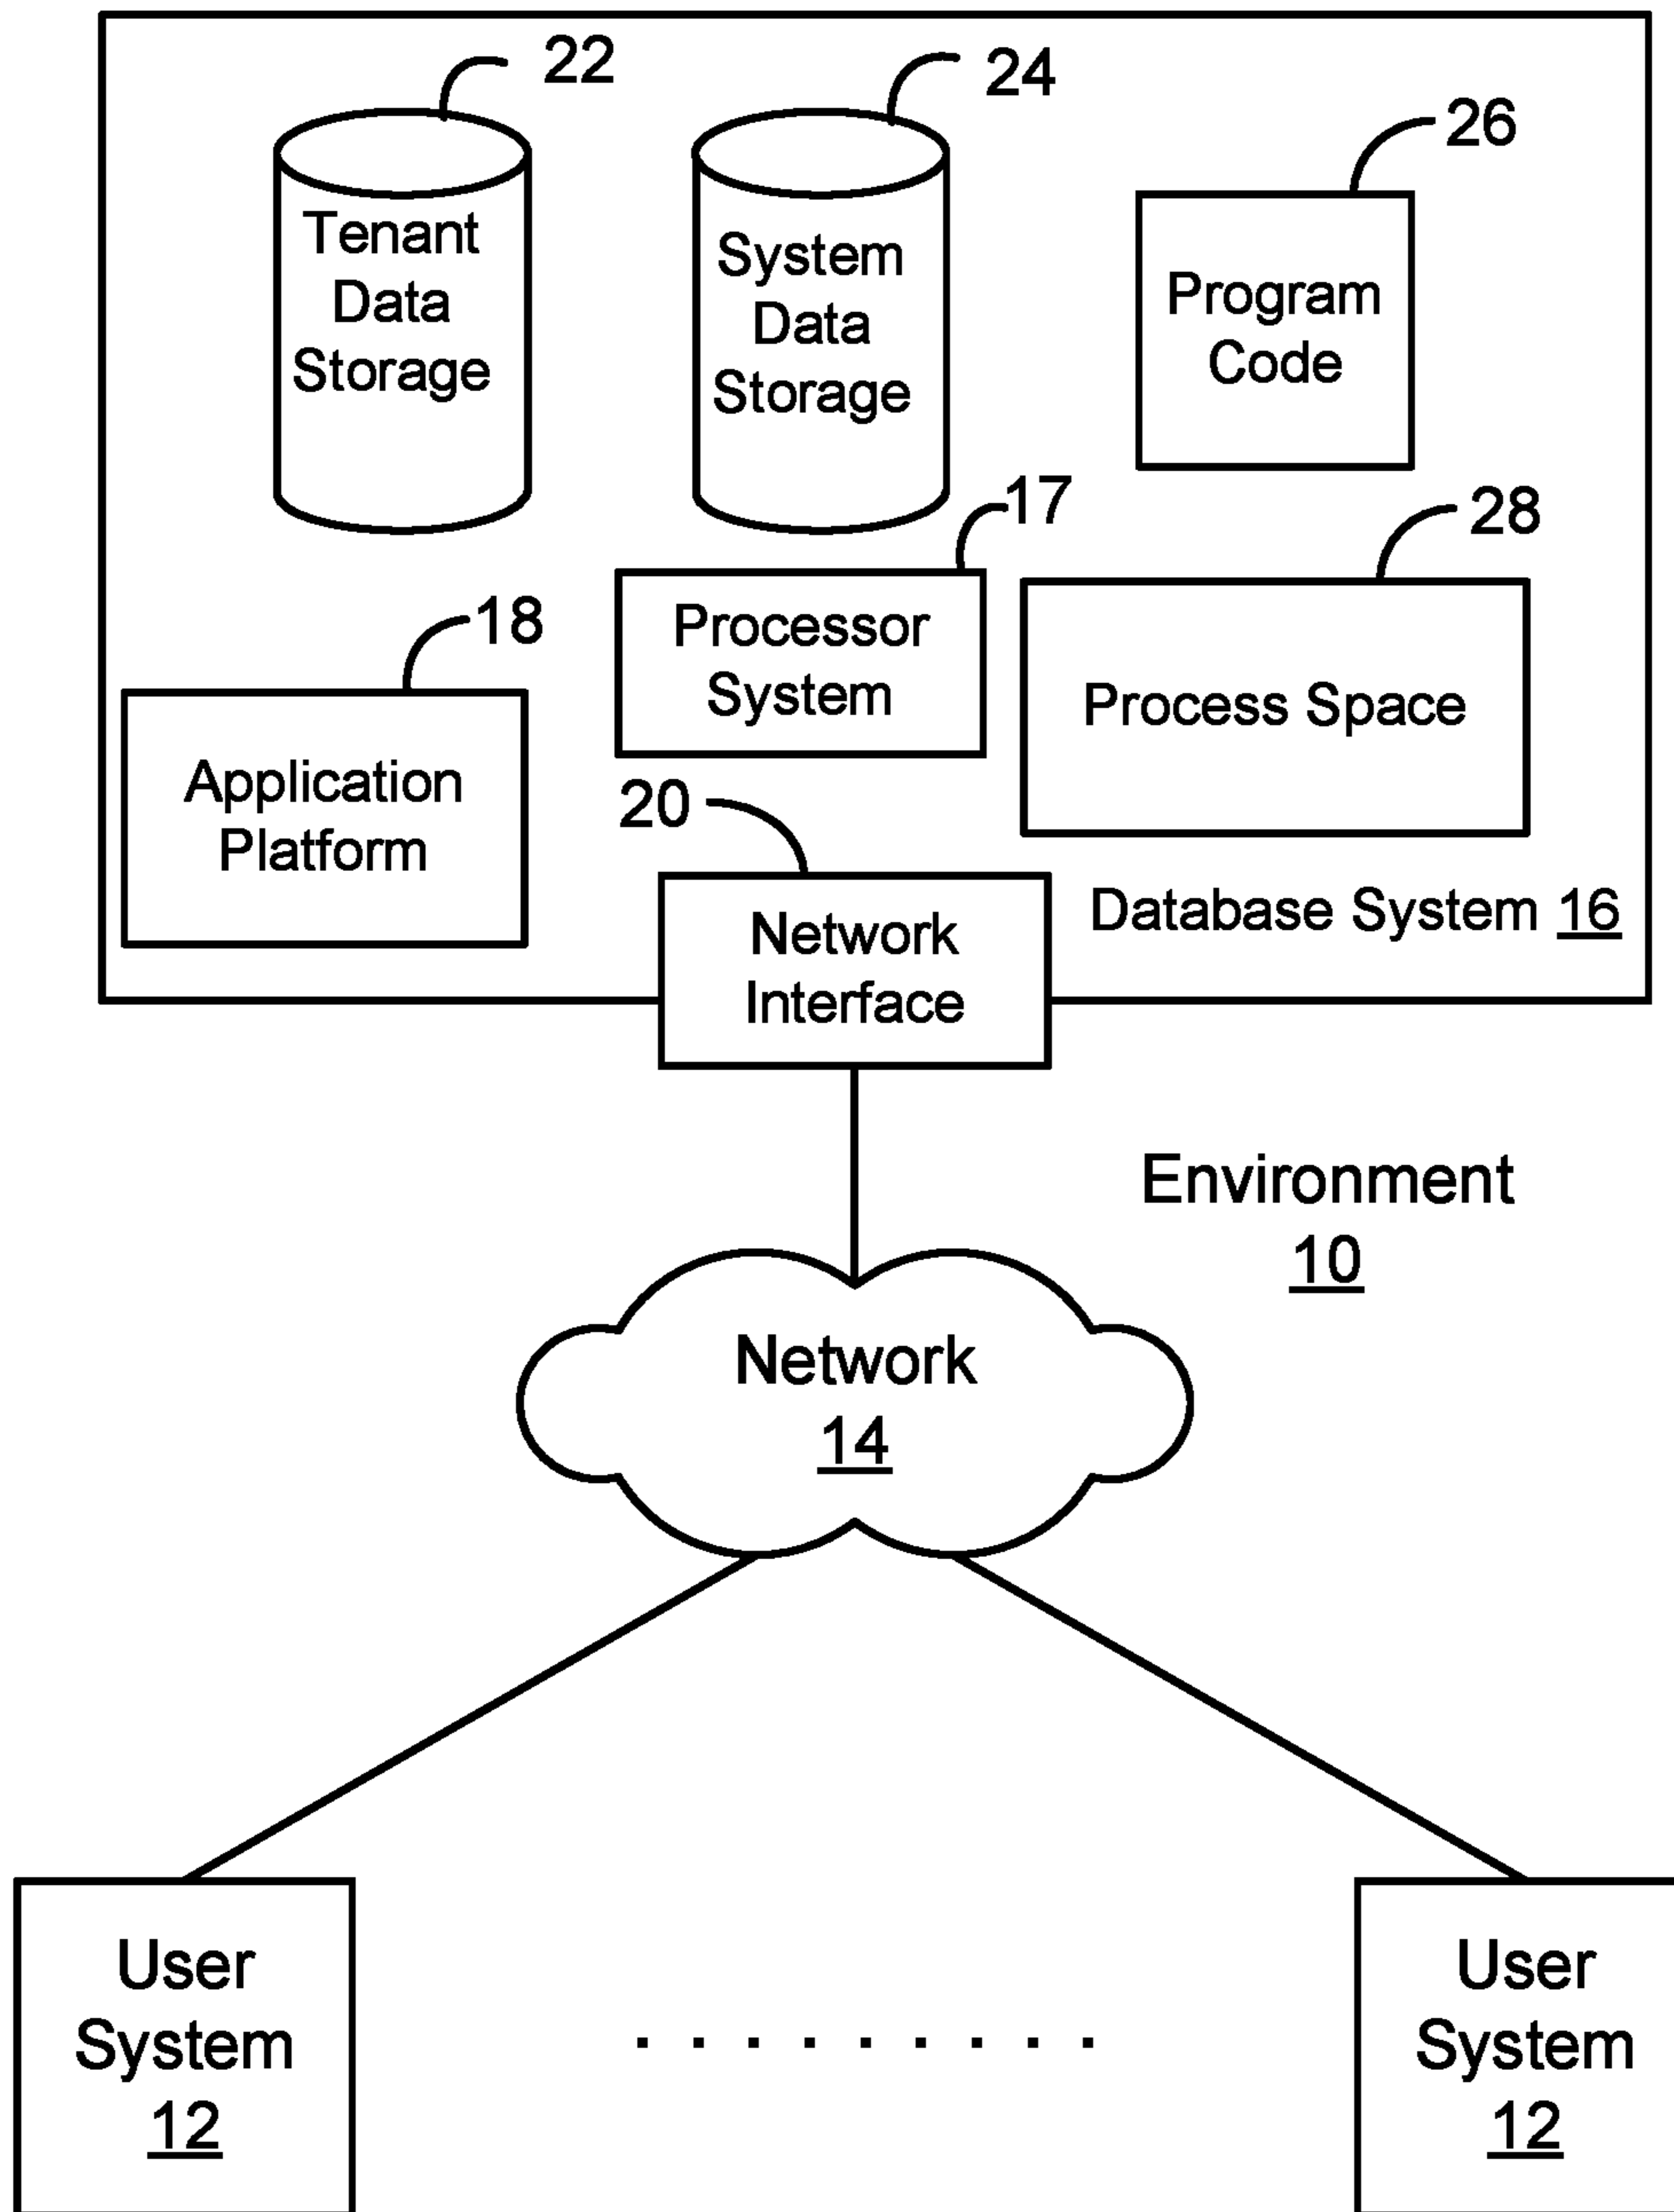 22
24
26
Tenant
Data
Storage
System
Data
Storage
Program
Code
17
28
18
Processor
System
Process Space
Application
Platform
20
Network
Interface
Database System 16
Environment
10
Network
14
User
System
12
. . . . . . . . .
User
System
12